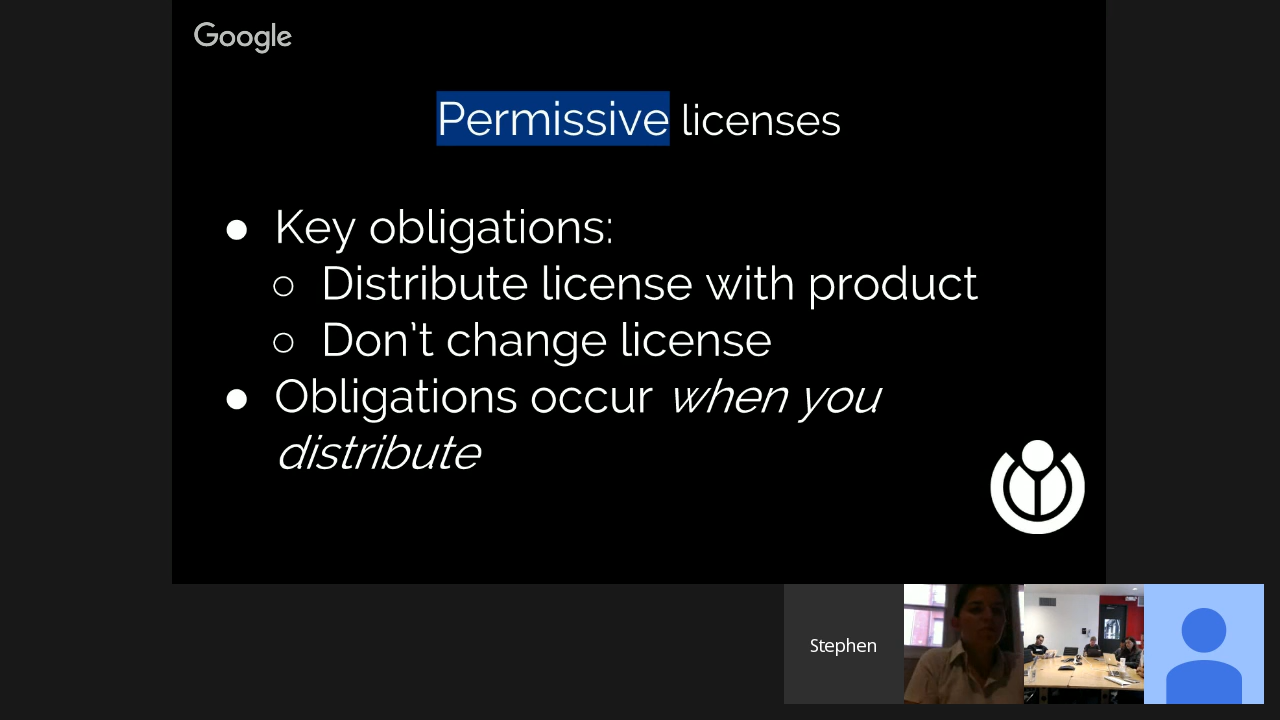 Google
Permissive licenses
● Key obligations:
○ Distribute license with product
○ Don't change license
● Obligations occur when you
distribute
Stephen